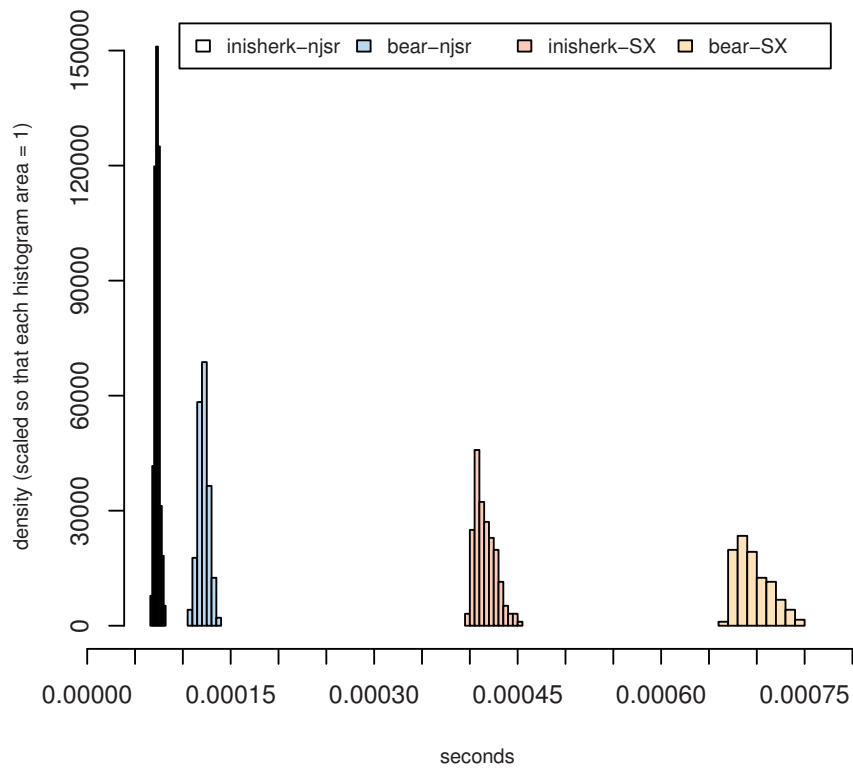 inisherk−njsr bear−njsr inisherk−SX bear−SX
density (scaled so that each histogram area = 1)
150000
120000
90000
60000
30000
0
0.00000 0.00015 0.00030 0.00045 0.00060 0.00075
seconds